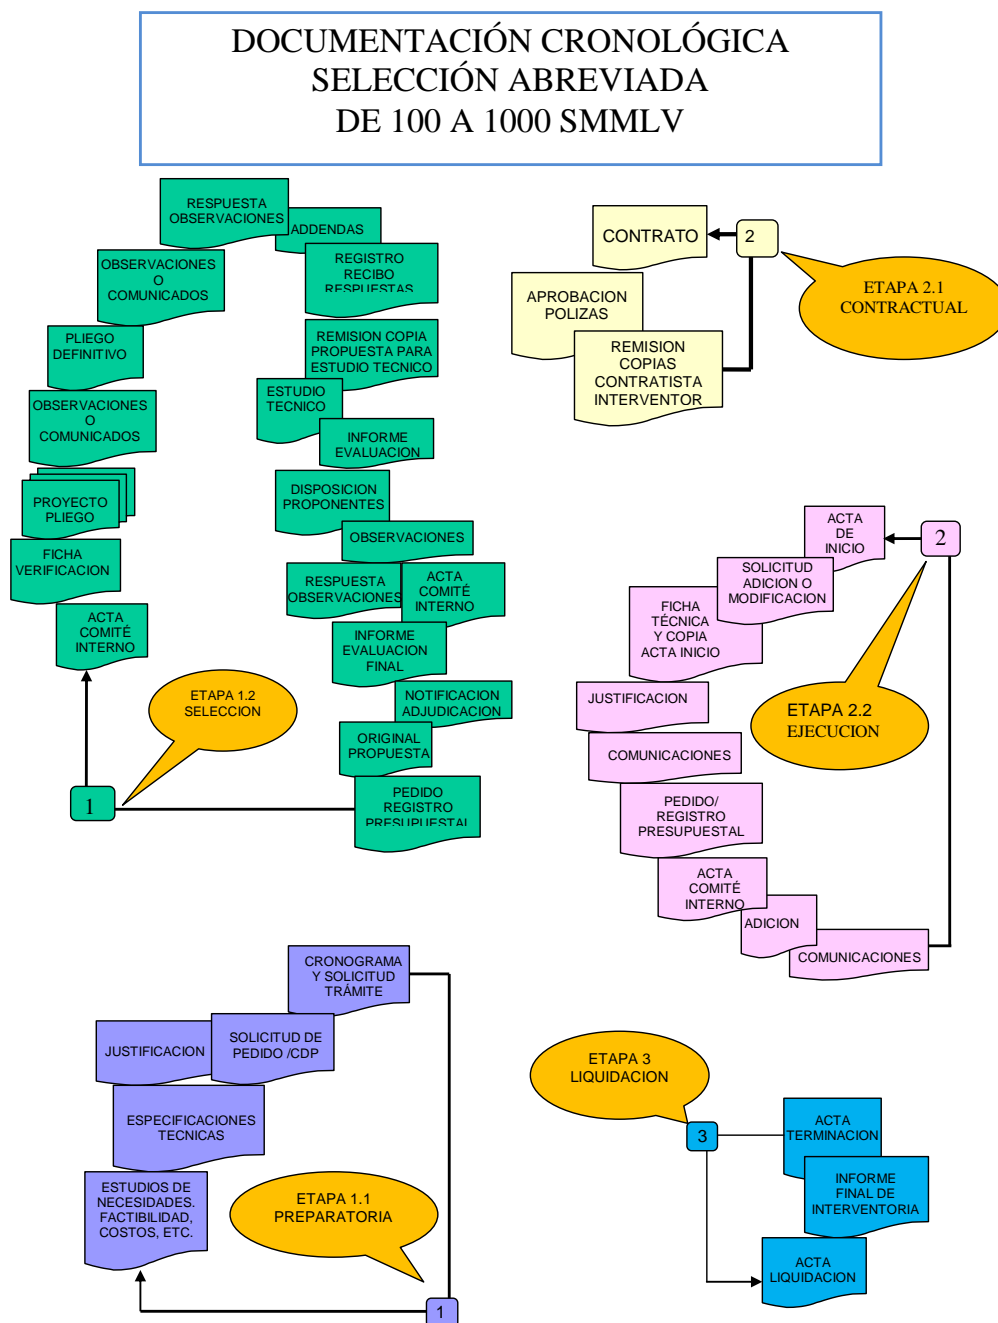 DOCUMENTACIÓN CRONOLÓGICA
SELECCIÓN ABREVIADA
DE 100 A 1000 SMMLV
RESPUESTA
OBSERVACIONES
ADDENDAS
OBSERVACIONES
O
COMUNICADOS
REGISTRO
RECIBO
RESPUESTAS
PLIEGO
DEFINITIVO
REMISION COPIA
PROPUESTA PARA
ESTUDIO TECNICO
OBSERVACIONES
O
COMUNICADOS
ESTUDIO
TECNICO
INFORME
EVALUACION
PROYECTO
PLIEGO
DISPOSICION
PROPONENTES
OBSERVACIONES
FICHA
VERIFICACION
RESPUESTA
OBSERVACIONES
ACTA
COMITÉ
INTERNO
ACTA
COMITÉ
INTERNO
INFORME
EVALUACION
FINAL
ETAPA 1.2
SELECCION
NOTIFICACION
ADJUDICACION
ORIGINAL
PROPUESTA
1
PEDIDO
REGISTRO
PRESUPUESTAL
CONTRATO
2
ETAPA 2.1
CONTRACTUAL
APROBACION
POLIZAS
REMISION
COPIAS
CONTRATISTA
INTERVENTOR
ACTA
DE
INICIO
2
SOLICITUD
ADICION O
MODIFICACION
FICHA
TÉCNICA
Y COPIA
ACTA INICIO
JUSTIFICACION
ETAPA 2.2
EJECUCION
COMUNICACIONES
PEDIDO/
REGISTRO
PRESUPUESTAL
ACTA
COMITÉ
INTERNO
ADICION
COMUNICACIONES
CRONOGRAMA
Y SOLICITUD
TRÁMITE
SOLICITUD DE
PEDIDO /CDP
JUSTIFICACION
ESPECIFICACIONES
TECNICAS
ESTUDIOS DE
NECESIDADES.
FACTIBILIDAD,
COSTOS, ETC.
ETAPA 1.1
PREPARATORIA
1
ETAPA 3
LIQUIDACION
3
ACTA
TERMINACION
INFORME
FINAL DE
INTERVENTORIA
ACTA
LIQUIDACION